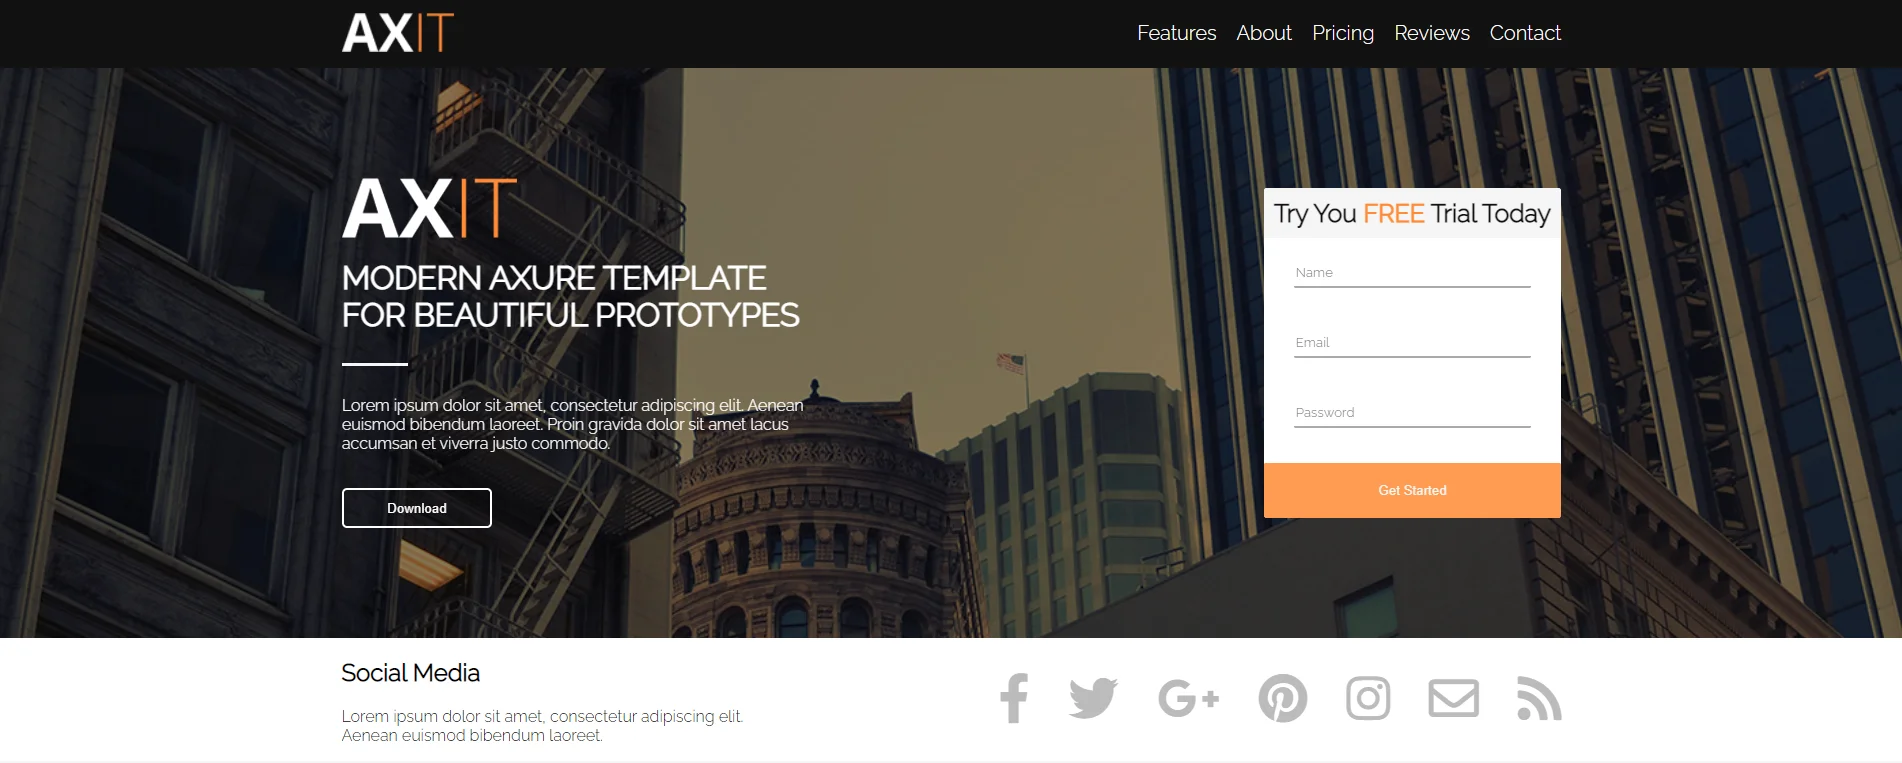 AXIT
Features About Pricing Reviews Contact
AXIT
MODERN AXURE TEMPLATE
FOR BEAUTIFUL PROTOTYPES
Lorem ipsum dolor sit amet, consectetur adipiscing elit. Aenean
euismod bibendum laoreet. Proin gravida dolor sit amet lacus
accumsan et viverra justo commodo.
Download
Try You FREE Trial Today
Name
Email
Password
Get Started
Social Media
Lorem ipsum dolor sit amet, consectetur adipiscing elit.
Aenean euismod bibendum laoreet.